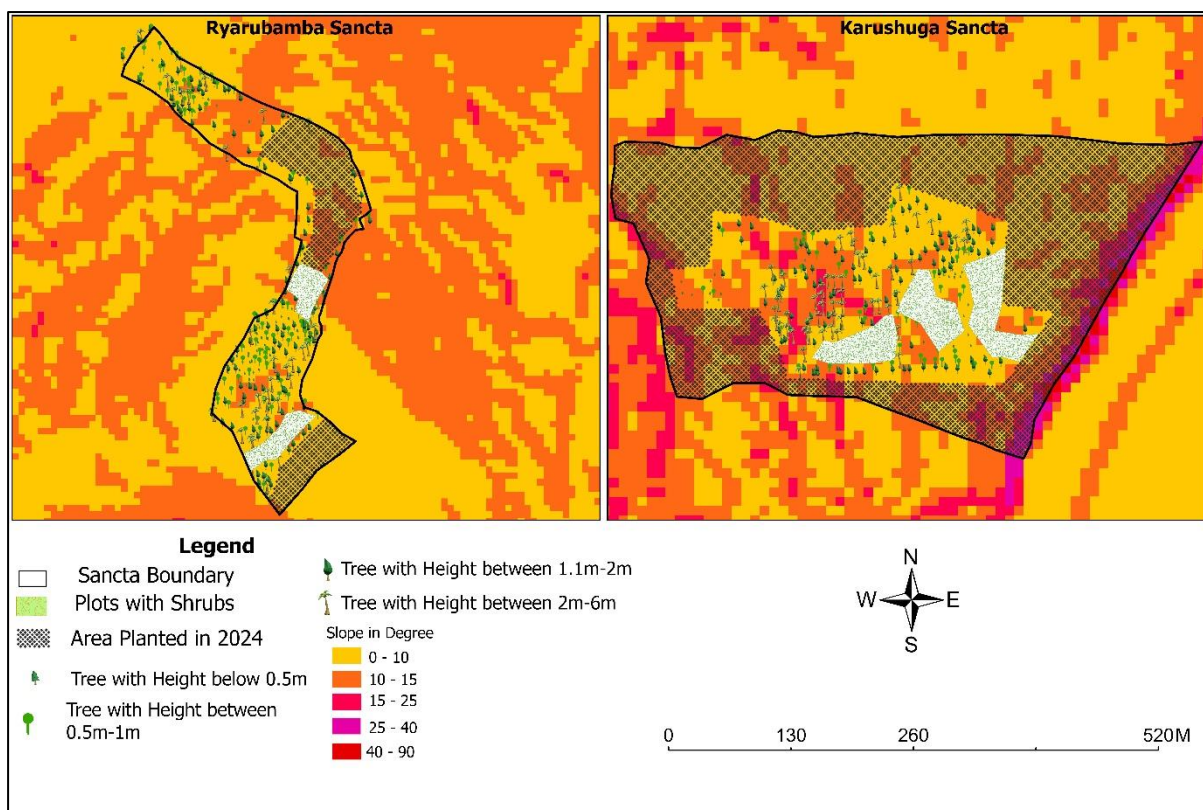 Ryarubamba Sancta
Karushuga Sancta
Legend
Sancta Boundary
Plots with Shrubs
Area Planted in 2024
Tree with Height below 0.5m
Tree with Height between
0.5m-1m
Tree with Height between 1.1m-2m
Tree with Height between 2m-6m
Slope in Degree
0 - 10
10 - 15
15 - 25
25 - 40
40 - 90
N
W E
S
0 130 260 520M